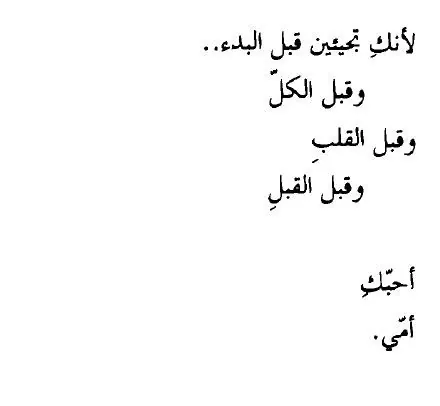 لأنكِ تجيئين قبل البدء..
وقبل الكلّ
وقبل القلبِ
وقبل القبلِ
أحبّكِ
أمّي.